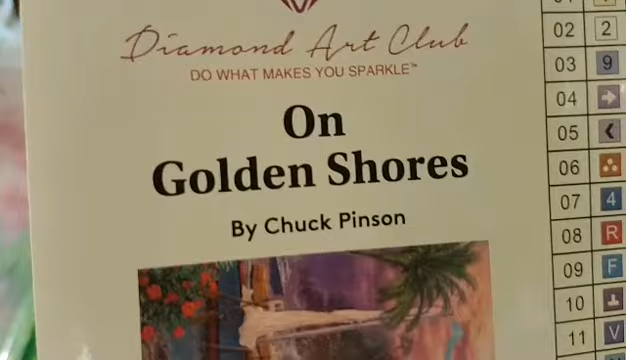 Diamond Art Club
DO WHAT MAKES YOU SPARKLE™
On
Golden Shores
By Chuck Pinson
02 2
03 9
04
05
06
07 4
08 R
09 F
10
11 V